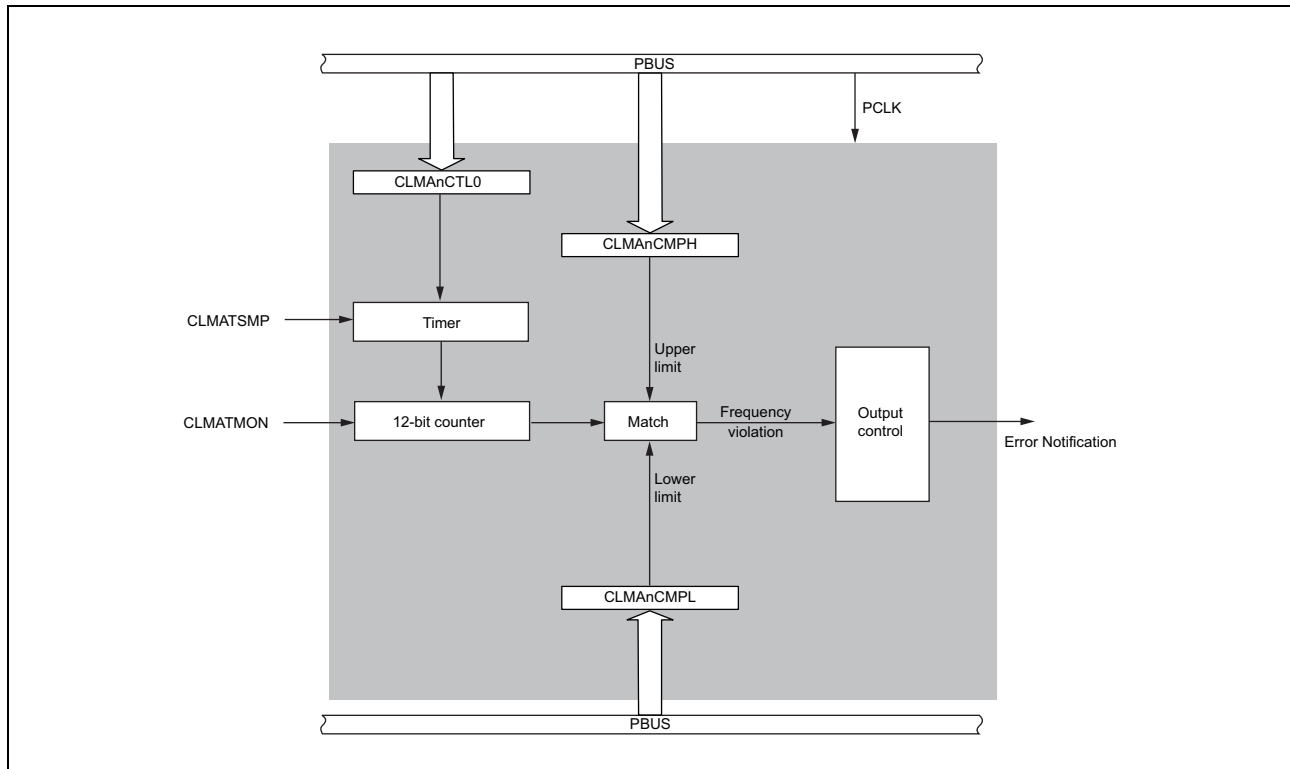 PBUS
PCLK
CLMAnCTL0
CLMAnCMPH
CLMATSMP
Timer
Upper
limit
CLMATMON
12-bit counter
Match
Frequency
violation
Output
control
Error Notification
Lower
limit
CLMAnCMPL
PBUS